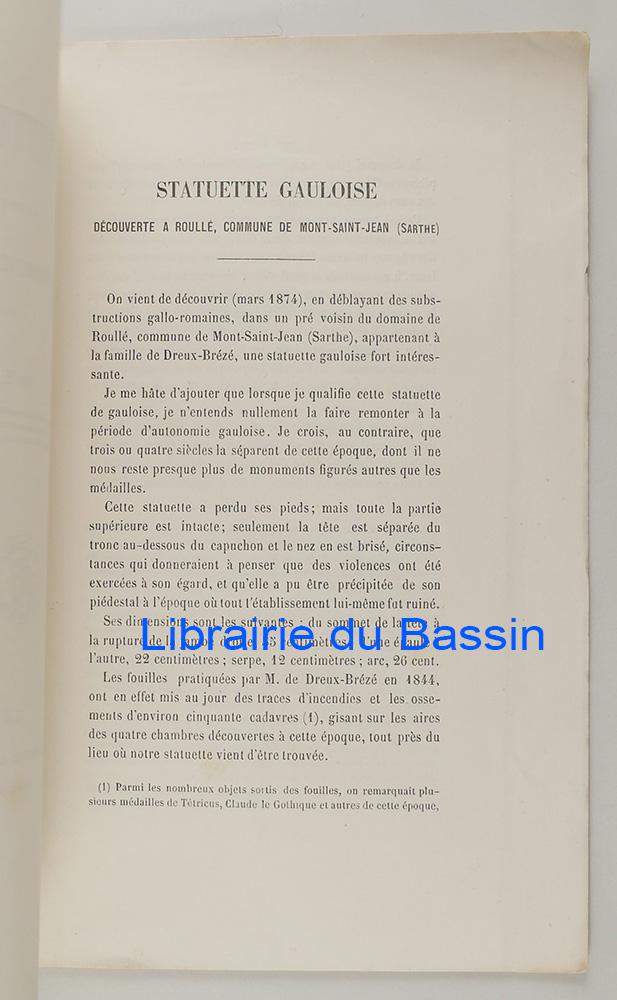 STATUETTE GAULOISE
DÉCOUVERTE A ROULLÉ, COMMUNE DE MONT-SAINT-JEAN (SARTHE)
On vient de découvrir (mars 1874), en déblayant des subs-
tructions gallo-romaines, dans un pré voisin du domaine de
Roullé, commune de Mont-Saint-Jean (Sarthe), appartenant à
la famille de Dreux-Brézé, une statuette gauloise fort intéres-
sante.
Je me hâte d'ajouter que lorsque je qualifie cette statuette
de gauloise, je n'entends nullement la faire remonter à la
période d'autonomie gauloise. Je crois, au contraire, que
trois ou quatre siècles la séparent de cette époque, dont il ne
nous reste presque plus de monuments figurés autres que les
médailles.
Cette statuette a perdu ses pieds; mais toute la partie
supérieure est intacte; seulement la tête est séparée du
tronc au-dessous du capuchon et le nez en est brisé, circons-
tances qui donneraient à penser que des violences ont été
exercées à son égard, et qu'elle a pu être précipitée de son
piédestal à l'époque où tout l'établissement lui-même fut ruiné.
Ses dimensions sont les suivantes : du sommet de la tête à
la rupture de la jambe droite, centimètres d'une épaule à
Librairie du Bassin
l'autre, 22 centimètres; serpe, 12 centimètres; arc, 26 cent.
Les fouilles pratiquées par M. de Dreux-Brézé en 1844,
ont en effet mis au jour des traces d'incendies et les osse-
ments d'environ cinquante cadavres (1), gisant sur les aires
des quatre chambres découvertes à cette époque, tout près du
lieu où notre statuette vient d'être trouvée.
(1) Parmi les nombreux objets sortis des fouilles, on remarquait plu-
sieurs médailles de Tétricus, Claude le Gothique et autres de cette époque,